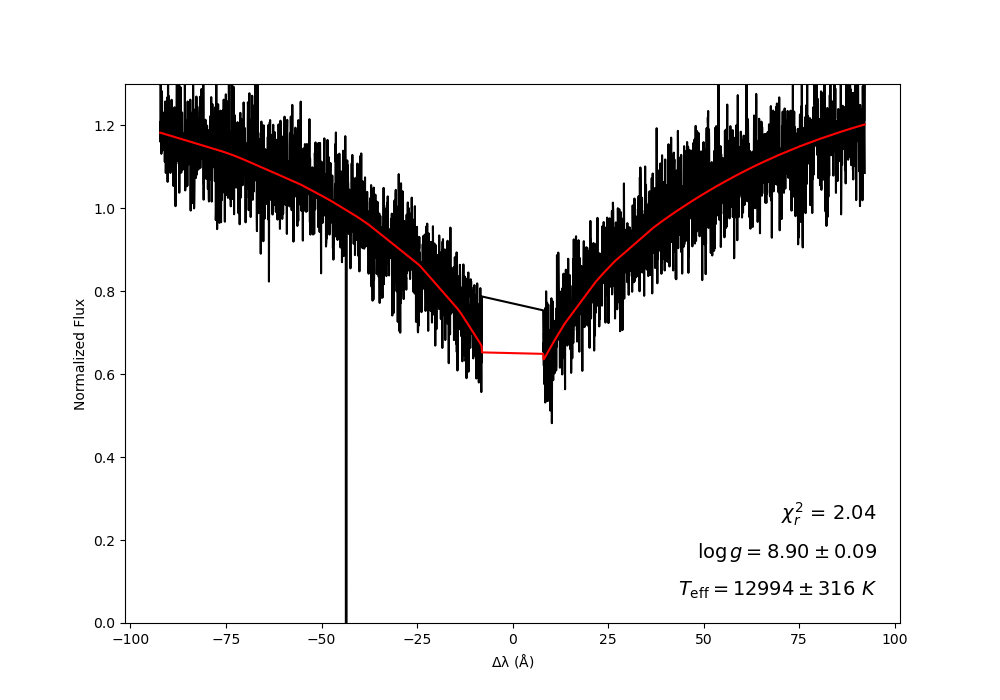 1.2
1.0
0.8
0.6
0.4
0.2
0.0
Normalized Flux
χ²ᵣ = 2.04
log g = 8.90 ± 0.09
T_eff = 12994 ± 316 K
−100 −75 −50 −25 0 25 50 75 100
Δλ (Å)